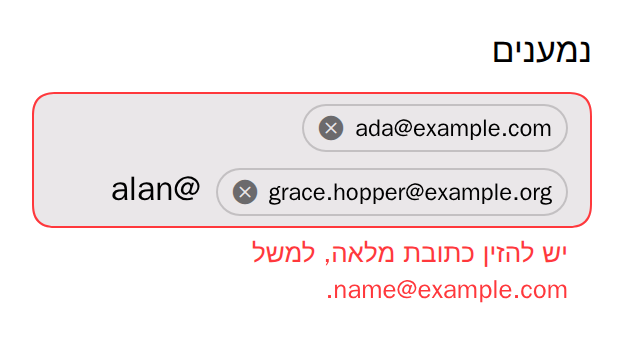 נמענים
ada@example.com
grace.hopper@example.org alan@
יש להזין כתובת מלאה, למשל
name@example.com.